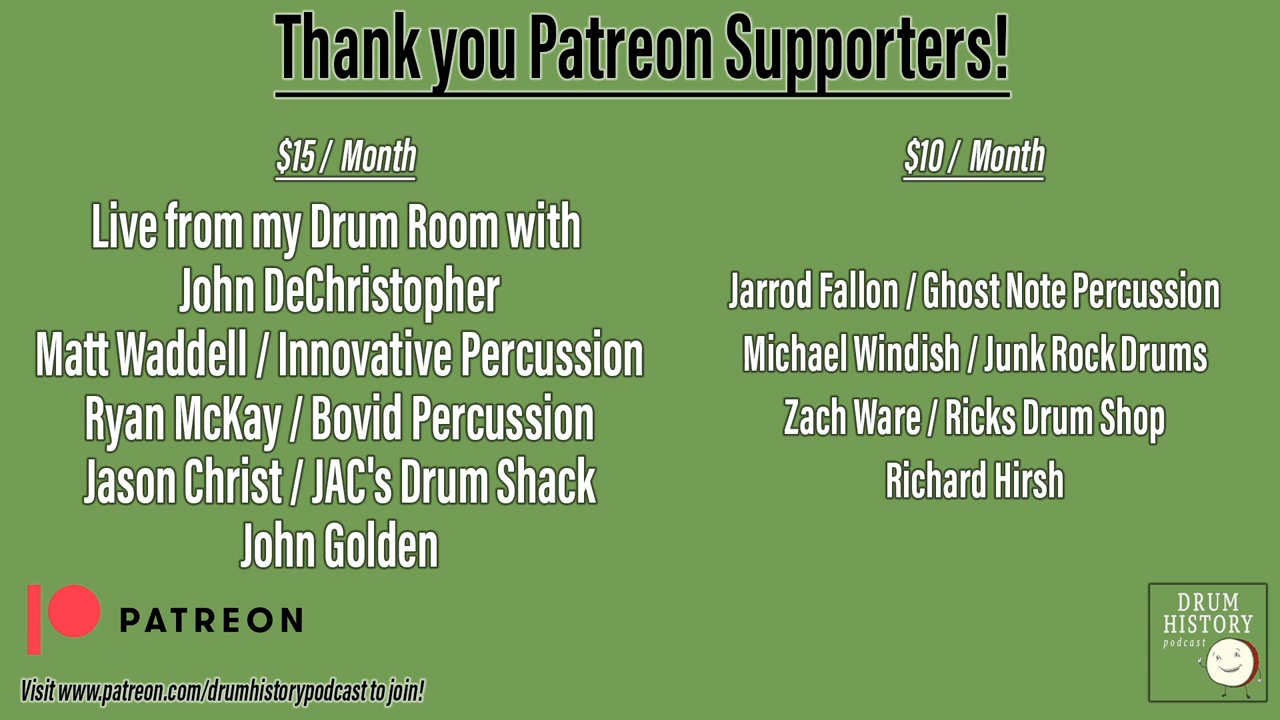 Thank you Patreon Supporters!
$15 / Month
Live from my Drum Room with
John DeChristopher
Matt Waddell / Innovative Percussion
Ryan McKay / Bovid Percussion
Jason Christ / JAC's Drum Shack
John Golden
$10 / Month
Jarrod Fallon / Ghost Note Percussion
Michael Windish / Junk Rock Drums
Zach Ware / Ricks Drum Shop
Richard Hirsh
PATREON
Visit www.patreon.com/drumhistorypodcast to join!
DRUM
HISTORY
podcast